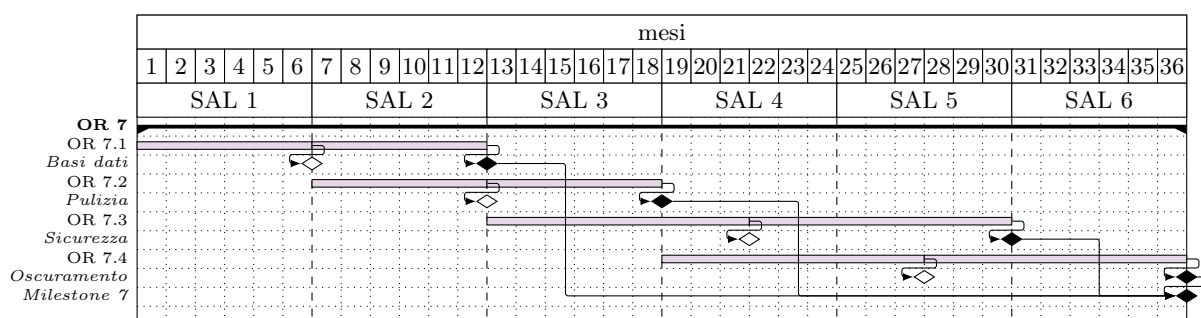 mesi
1 2 3 4 5 6 7 8 9 10 11 12 13 14 15 16 17 18 19 20 21 22 23 24 25 26 27 28 29 30 31 32 33 34 35 36
SAL 1 SAL 2 SAL 3 SAL 4 SAL 5 SAL 6
OR 7
OR 7.1
Basi dati
OR 7.2
Pulizia
OR 7.3
Sicurezza
OR 7.4
Oscuramento
Milestone 7